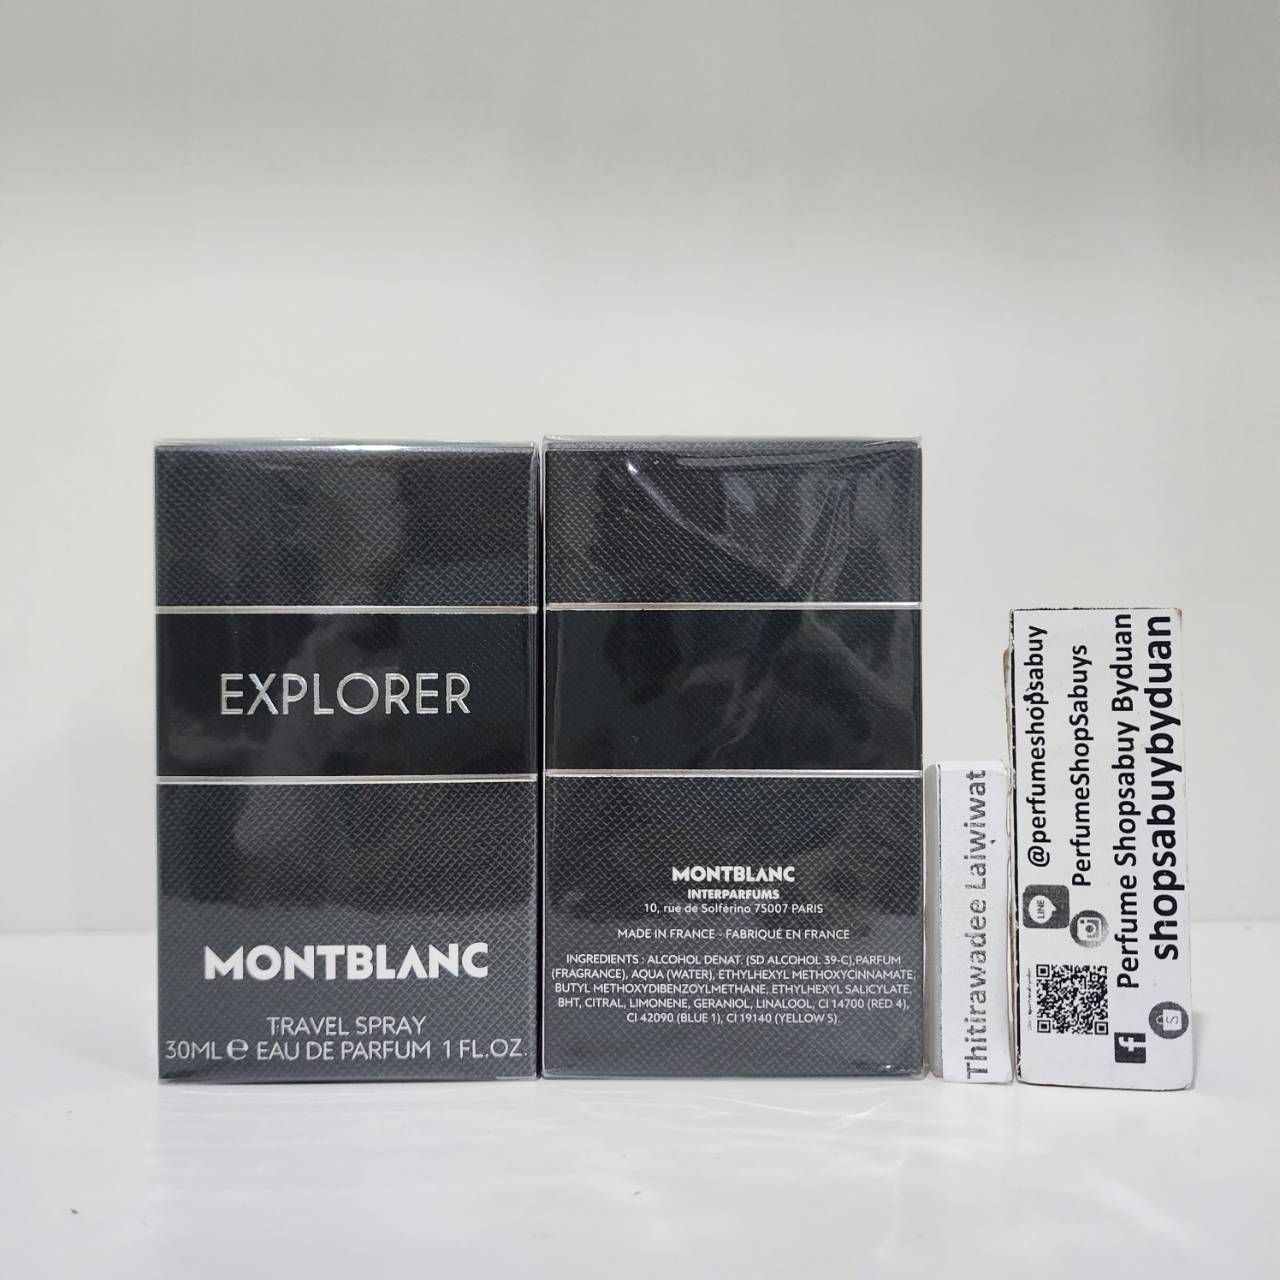 EXPLORER
MONTBLANC
TRAVEL SPRAY
30ML e EAU DE PARFUM 1 FL.OZ.
MONTBLANC
INTERPARFUMS
10, rue de Solférino 75007 PARIS
MADE IN FRANCE - FABRIQUÉ EN FRANCE
INGREDIENTS : ALCOHOL DENAT. (SD ALCOHOL 39-C),PARFUM
(FRAGRANCE), AQUA (WATER), ETHYLHEXYL METHOXYCINNAMATE,
BUTYL METHOXYDIBENZOYLMETHANE, ETHYLHEXYL SALICYLATE,
BHT, CITRAL, LIMONENE, GERANIOL, LINALOOL, CI 14700 (RED 4),
CI 42090 (BLUE 1), CI 19140 (YELLOW 5).
Thitirawadee Laiwiwat
LINE @perfumeshopsabuy
PerfumeShopSabuys
Perfume Shopsabuy Byduan
shopsabuybyduan